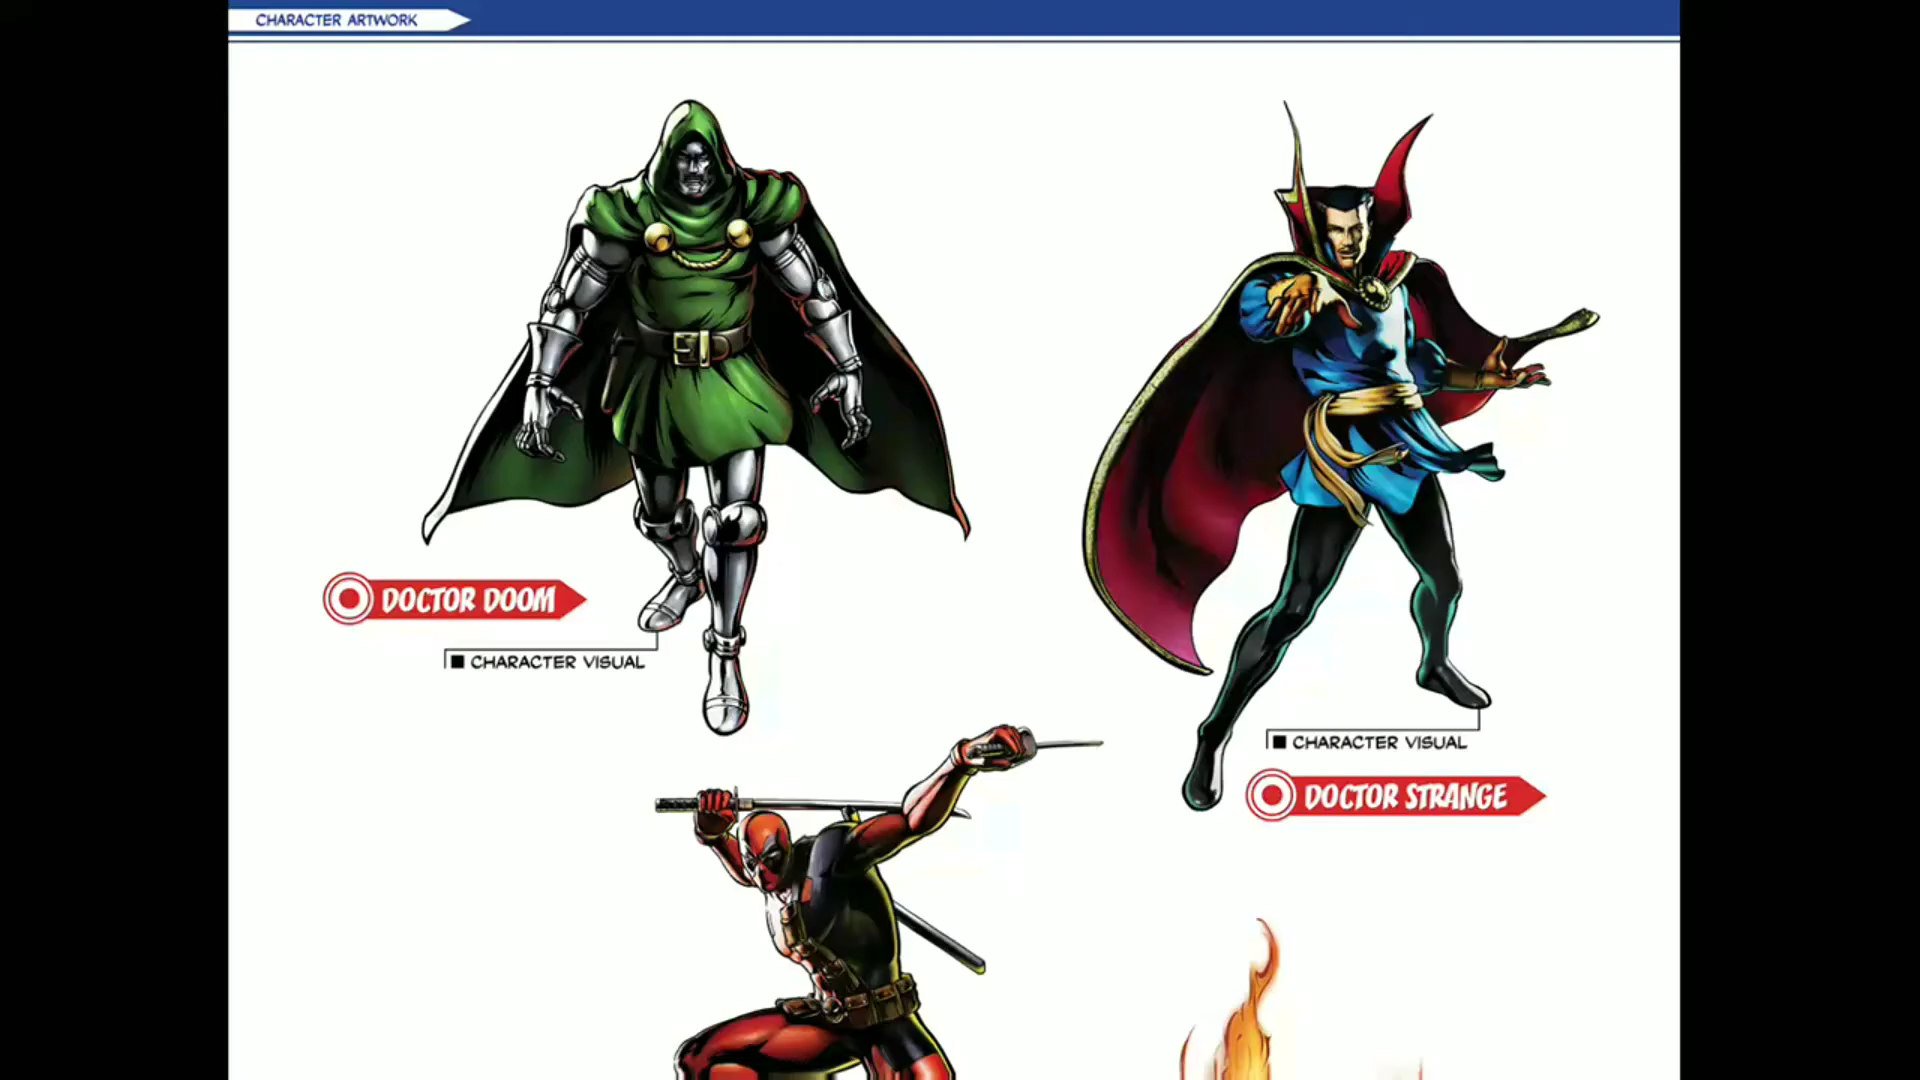 CHARACTER ARTWORK
DOCTOR DOOM
CHARACTER VISUAL
CHARACTER VISUAL
DOCTOR STRANGE